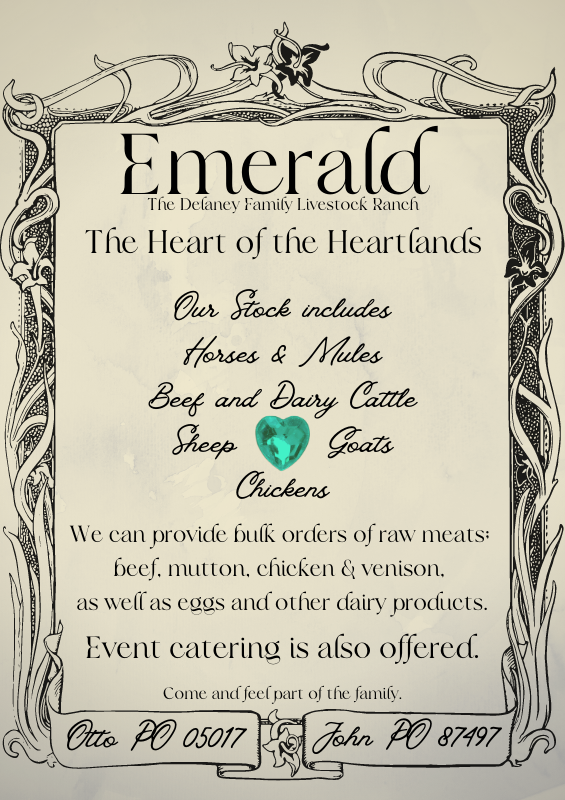 Emerald
The Delaney Family Livestock Ranch
The Heart of the Heartlands
Our Stock includes
Horses & Mules
Beef and Dairy Cattle
Sheep Goats
Chickens
We can provide bulk orders of raw meats:
beef, mutton, chicken & venison,
as well as eggs and other dairy products.
Event catering is also offered.
Come and feel part of the family.
Otto PO 05017 John PO 87497